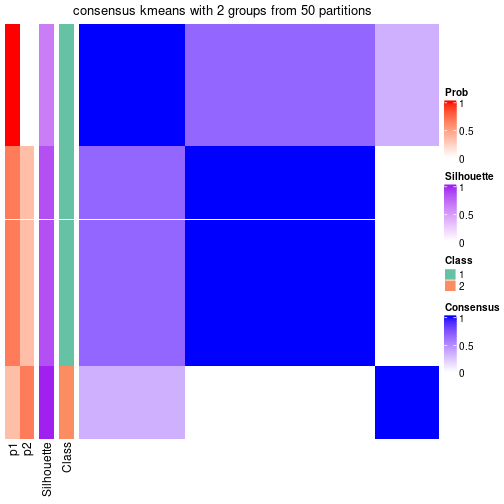 consensus kmeans with 2 groups from 50 partitions
Prob
1
0.5
0
Silhouette
1
0.5
0
Class
1
2
Consensus
1
0.5
0
p1
p2
Silhouette
Class